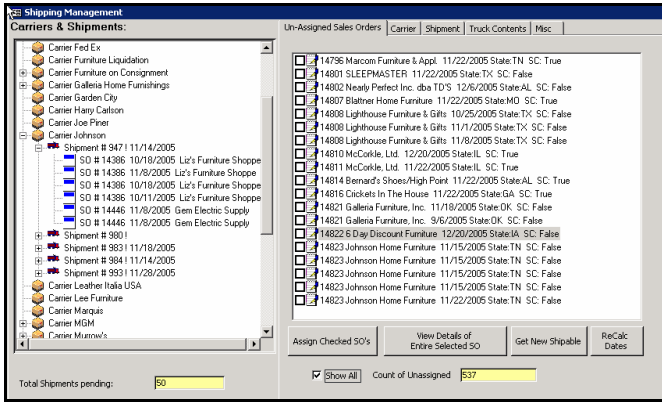 Shipping Management
Carriers & Shipments:
Carrier Fed Ex
Carrier Furniture Liquidation
Carrier Furniture on Consignment
Carrier Galleria Home Furnishings
Carrier Garden City
Carrier Harry Carlson
Carrier Joe Piner
Carrier Johnson
Shipment # 947 ! 11/14/2005
SO # 14386 10/18/2005 Liz's Furniture Shoppe
SO # 14386 11/8/2005 Liz's Furniture Shoppe
SO # 14386 10/18/2005 Liz's Furniture Shoppe
SO # 14386 10/11/2005 Liz's Furniture Shoppe
SO # 14446 11/8/2005 Gem Electric Supply
SO # 14446 11/8/2005 Gem Electric Supply
Shipment # 980 !
Shipment # 983 ! 11/18/2005
Shipment # 984 ! 11/14/2005
Shipment # 993 ! 11/28/2005
Carrier Leather Italia USA
Carrier Lee Furniture
Carrier Marquis
Carrier MGM
Carrier Murrow's
Total Shipments pending: 50
Un-Assigned Sales Orders Carrier Shipment Truck Contents Misc
14796 Marcom Furniture & Appl. 11/22/2005 State:TN SC: True
14801 SLEEPMASTER 11/22/2005 State:TX SC: False
14802 Nearly Perfect Inc. dba TD'S 12/6/2005 State:AL SC: False
14807 Blattner Home Furniture 11/22/2005 State:MO SC: True
14808 Lighthouse Furniture & Gifts 10/25/2005 State:TX SC: False
14808 Lighthouse Furniture & Gifts 11/1/2005 State:TX SC: False
14808 Lighthouse Furniture & Gifts 11/8/2005 State:TX SC: False
14810 McCorkle, Ltd. 12/20/2005 State:IL SC: True
14811 McCorkle, Ltd. 11/22/2005 State:IL SC: True
14814 Bernard's Shoes/High Point 11/22/2005 State:AL SC: True
14816 Crickets In The House 11/22/2005 State:GA SC: True
14821 Galleria Furniture, Inc. 11/18/2005 State:OK SC: False
14821 Galleria Furniture, Inc. 9/6/2005 State:OK SC: False
14822 6 Day Discount Furniture 12/20/2005 State:IA SC: False
14823 Johnson Home Furniture 11/15/2005 State:TN SC: False
14823 Johnson Home Furniture 11/15/2005 State:TN SC: False
14823 Johnson Home Furniture 11/15/2005 State:TN SC: False
14823 Johnson Home Furniture 11/22/2005 State:TN SC: False
Assign Checked SO's
View Details of
Entire Selected SO
Get New Shipable
ReCalc
Dates
Show All Count of Unassigned 537